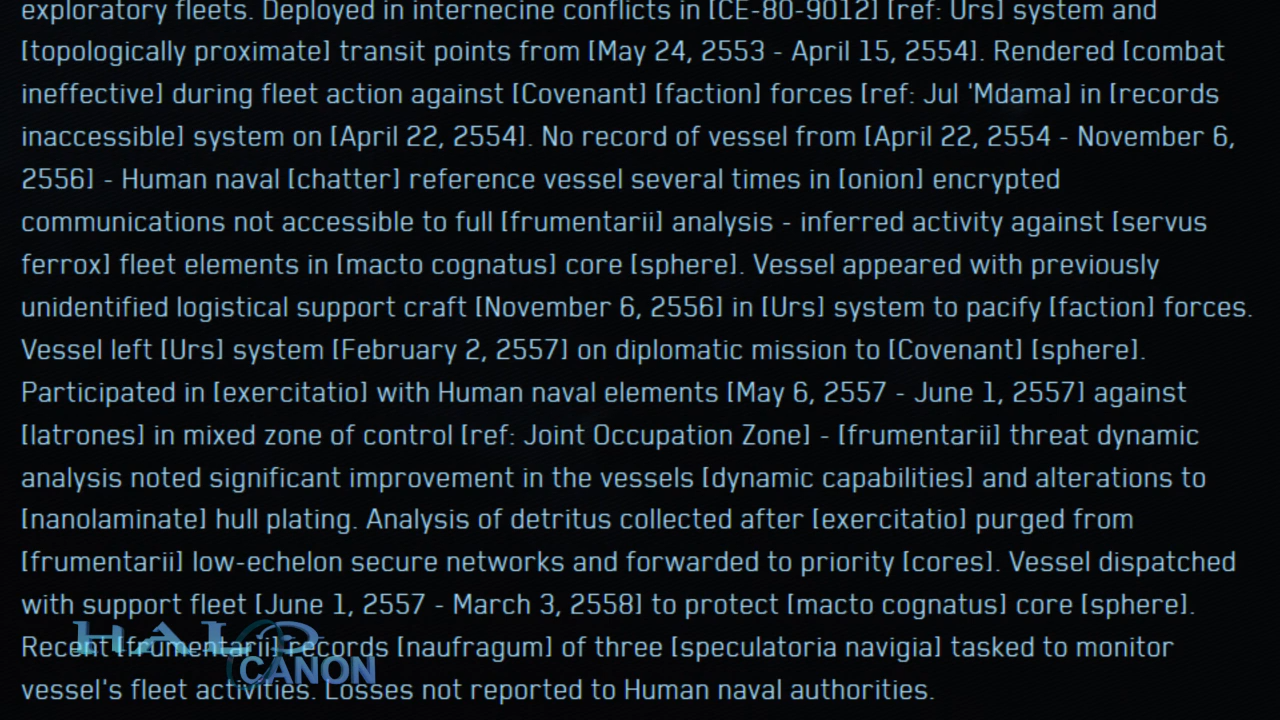 exploratory fleets. Deployed in internecine conflicts in [CE-80-9012] [ref: Urs] system and
[topologically proximate] transit points from [May 24, 2553 - April 15, 2554]. Rendered [combat
ineffective] during fleet action against [Covenant] [faction] forces [ref: Jul 'Mdama] in [records
inaccessible] system on [April 22, 2554]. No record of vessel from [April 22, 2554 - November 6,
2556] - Human naval [chatter] reference vessel several times in [onion] encrypted
communications not accessible to full [frumentarii] analysis - inferred activity against [servus
ferrox] fleet elements in [macto cognatus] core [sphere]. Vessel appeared with previously
unidentified logistical support craft [November 6, 2556] in [Urs] system to pacify [faction] forces.
Vessel left [Urs] system [February 2, 2557] on diplomatic mission to [Covenant] [sphere].
Participated in [exercitatio] with Human naval elements [May 6, 2557 - June 1, 2557] against
[latrones] in mixed zone of control [ref: Joint Occupation Zone] - [frumentarii] threat dynamic
analysis noted significant improvement in the vessels [dynamic capabilities] and alterations to
[nanolaminate] hull plating. Analysis of detritus collected after [exercitatio] purged from
[frumentarii] low-echelon secure networks and forwarded to priority [cores]. Vessel dispatched
with support fleet [June 1, 2557 - March 3, 2558] to protect [macto cognatus] core [sphere].
Recent [frumentarii] records [naufragum] of three [speculatoria navigia] tasked to monitor
vessel's fleet activities. Losses not reported to Human naval authorities.
HALO
CANON